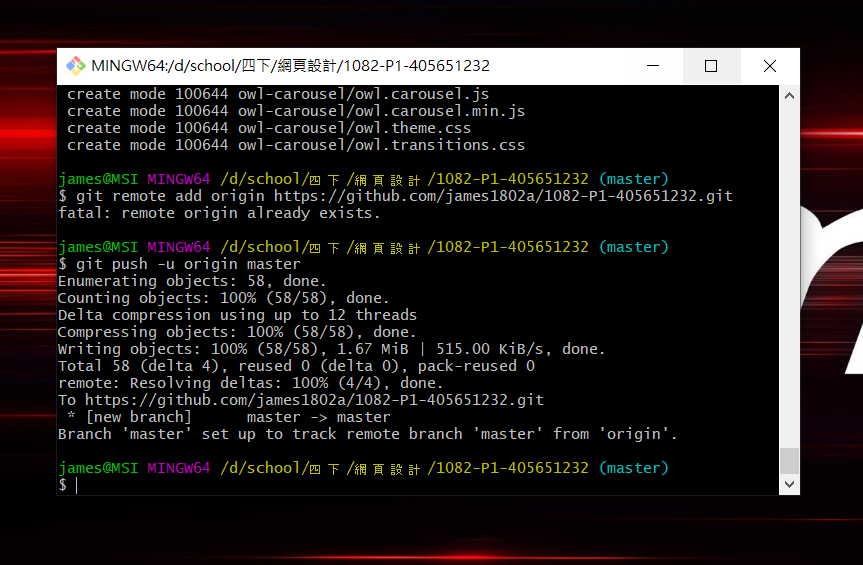 MINGW64:/d/school/四下/網頁設計/1082-P1-405651232
create mode 100644 owl-carousel/owl.carousel.js
create mode 100644 owl-carousel/owl.carousel.min.js
create mode 100644 owl-carousel/owl.theme.css
create mode 100644 owl-carousel/owl.transitions.css
james@MSI MINGW64 /d/school/四下/網頁設計/1082-P1-405651232 (master)
$ git remote add origin https://github.com/james1802a/1082-P1-405651232.git
fatal: remote origin already exists.
james@MSI MINGW64 /d/school/四下/網頁設計/1082-P1-405651232 (master)
$ git push -u origin master
Enumerating objects: 58, done.
Counting objects: 100% (58/58), done.
Delta compression using up to 12 threads
Compressing objects: 100% (58/58), done.
Writing objects: 100% (58/58), 1.67 MiB | 515.00 KiB/s, done.
Total 58 (delta 4), reused 0 (delta 0), pack-reused 0
remote: Resolving deltas: 100% (4/4), done.
To https://github.com/james1802a/1082-P1-405651232.git
 * [new branch]      master -> master
Branch 'master' set up to track remote branch 'master' from 'origin'.
james@MSI MINGW64 /d/school/四下/網頁設計/1082-P1-405651232 (master)
$